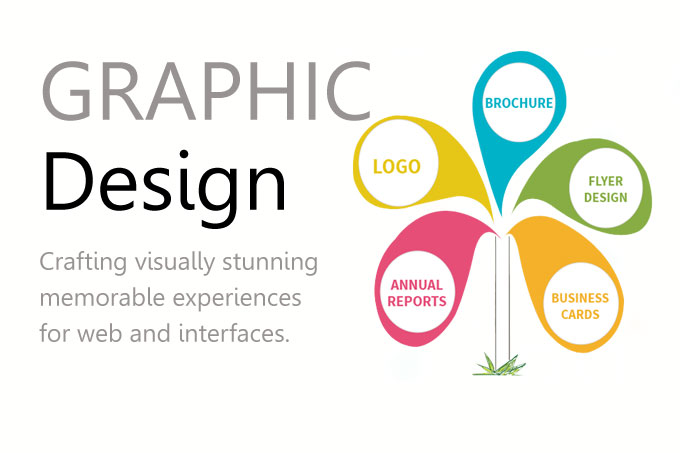 GRAPHIC
Design
Crafting visually stunning
memorable experiences
for web and interfaces.
BROCHURE
LOGO
FLYER
DESIGN
ANNUAL
REPORTS
BUSINESS
CARDS